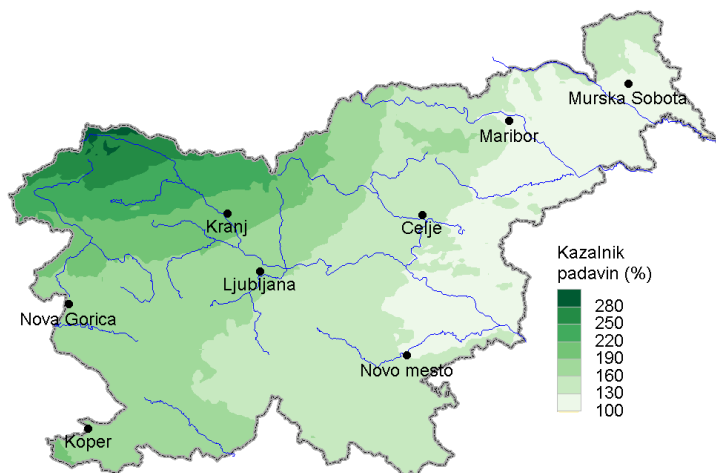 Murska Sobota
Maribor
Kranj
Celje
Ljubljana
Nova Gorica
Novo mesto
Koper
Kazalnik
padavin (%)
280
250
220
190
160
130
100